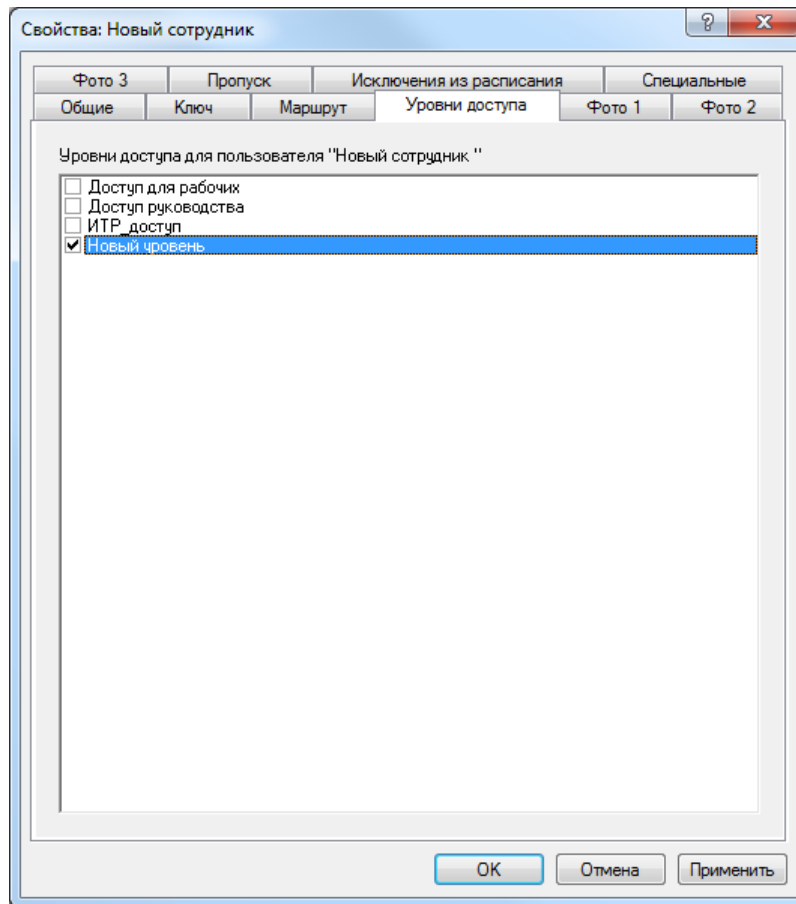 Свойства: Новый сотрудник
Фото 3 Пропуск Исключения из расписания Специальные
Общие Ключ Маршрут Уровни доступа Фото 1 Фото 2
Уровни доступа для пользователя "Новый сотрудник "
Доступ для рабочих
Доступ руководства
ИТР_доступ
Новый уровень
OK Отмена Применить